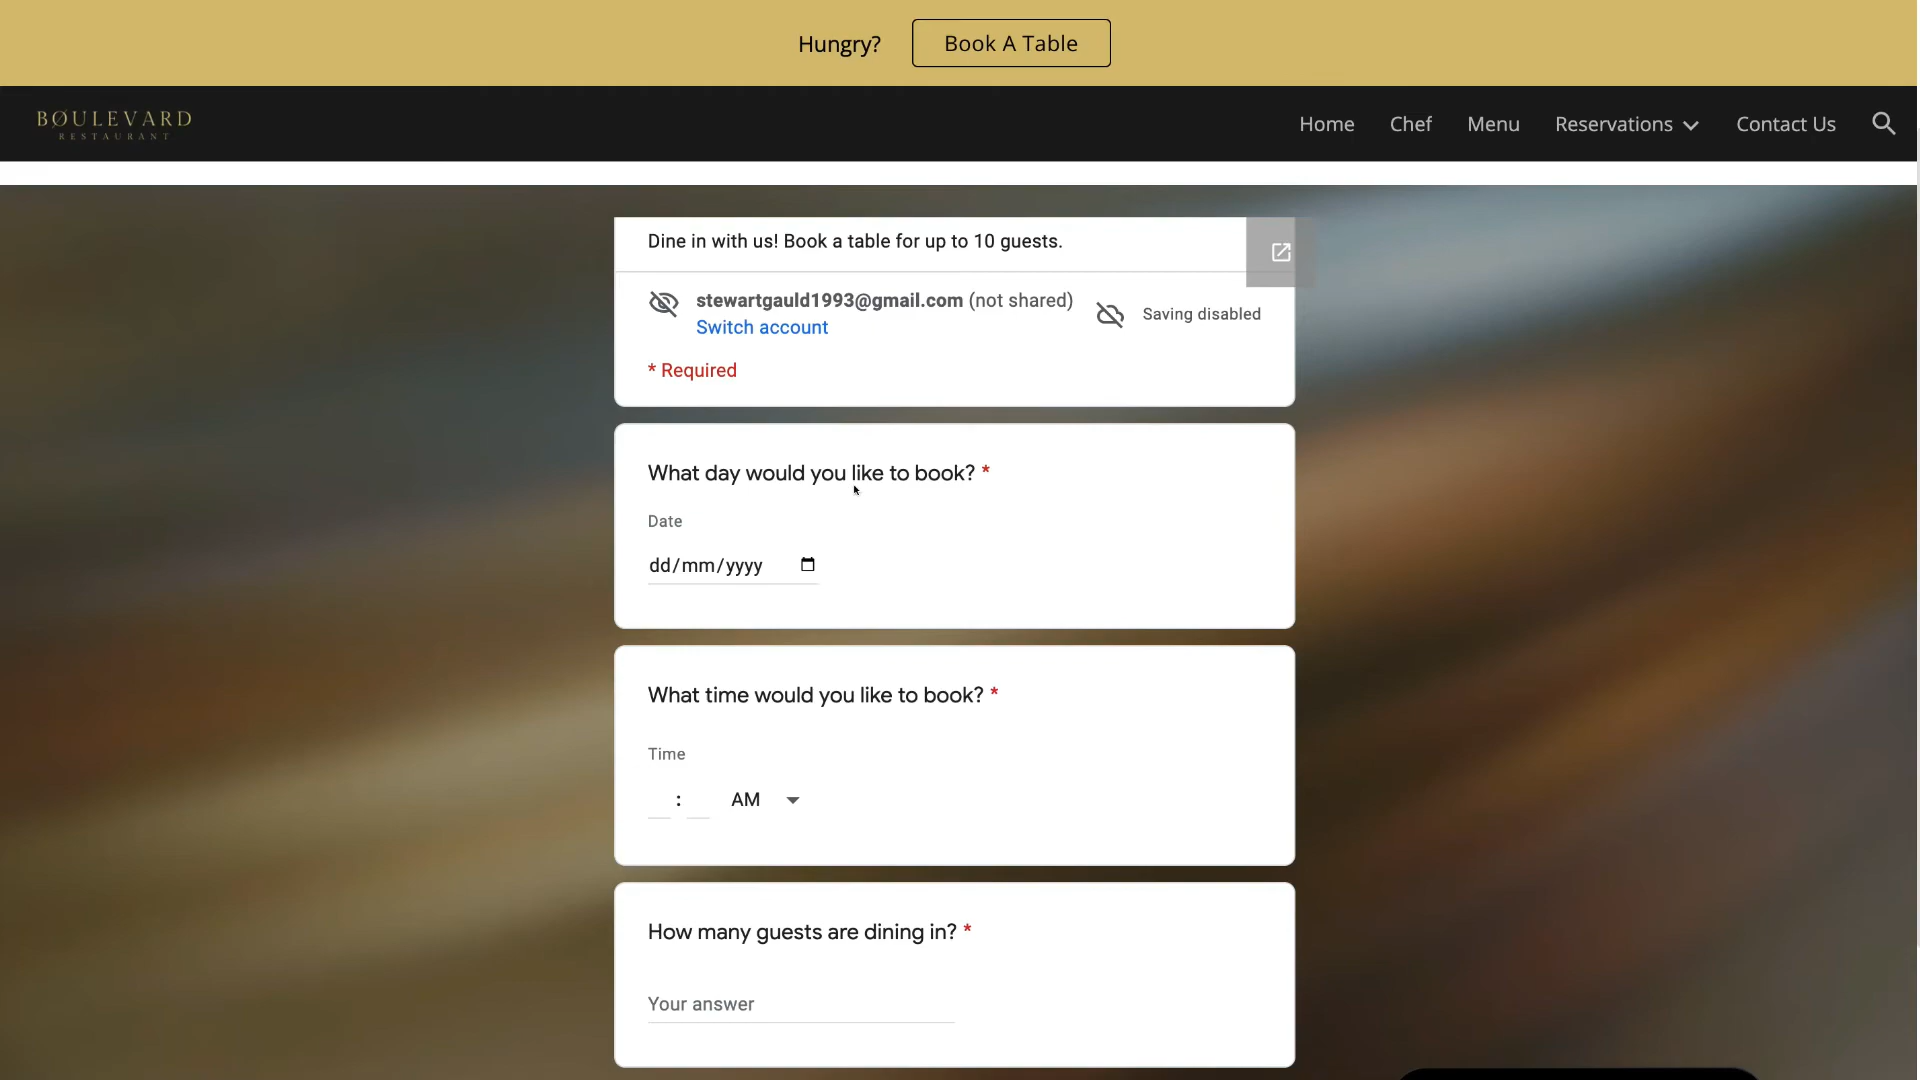 Hungry? Book A Table
BØULEVARD
RESTAURANT
Home Chef Menu Reservations Contact Us
Dine in with us! Book a table for up to 10 guests.
stewartgauld1993@gmail.com (not shared)
Switch account
Saving disabled
* Required
What day would you like to book? *
Date
dd/mm/yyyy
What time would you like to book? *
Time
: AM
How many guests are dining in? *
Your answer